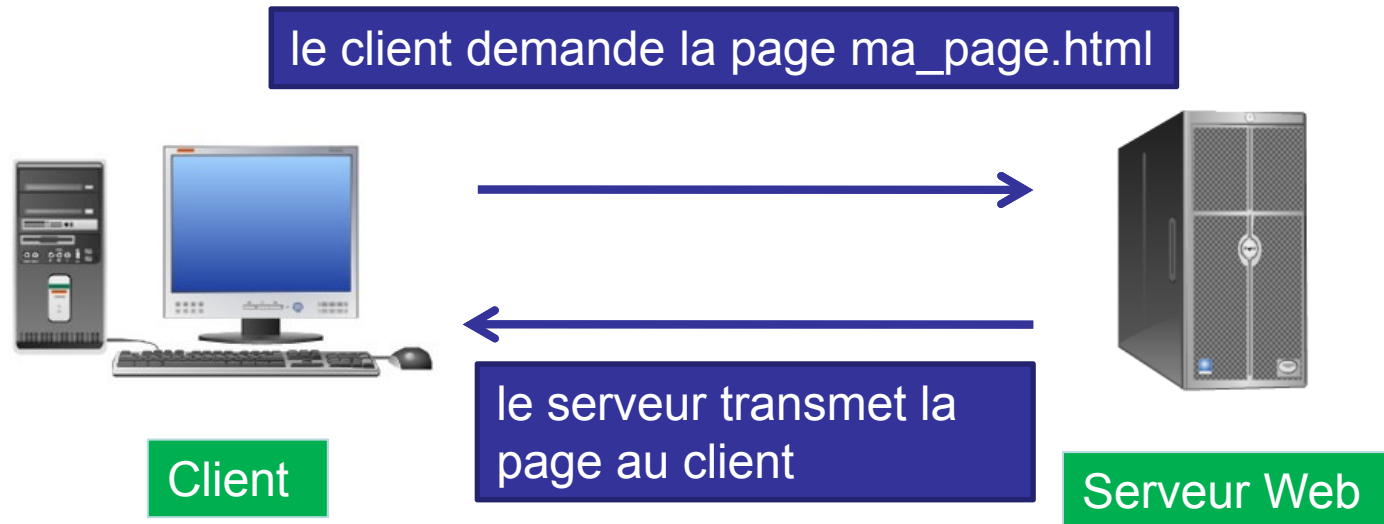 le client demande la page ma_page.html
le serveur transmet la
page au client
Client
Serveur Web